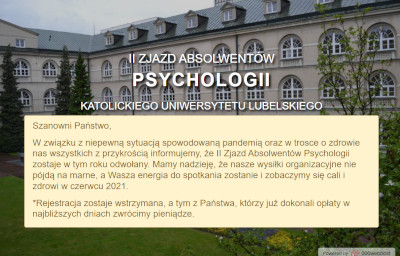 II ZJAZD ABSOLWENTÓW
PSYCHOLOGII
KATOLICKIEGO UNIWERSYTETU LUBELSKIEGO
Szanowni Państwo,
W związku z niepewną sytuacją spowodowaną pandemią oraz w trosce o zdrowie
nas wszystkich z przykrością informujemy, że II Zjazd Absolwentów Psychologii
zostaje w tym roku odwołany. Mamy nadzieję, że nasze wysiłki organizacyjne nie
pójdą na marne, a Wasza energia do spotkania zostanie i zobaczymy się cali i
zdrowi w czerwcu 2021.
*Rejestracja zostaje wstrzymana, a tym z Państwa, którzy już dokonali opłaty w
najbliższych dniach zwrócimy pieniądze.